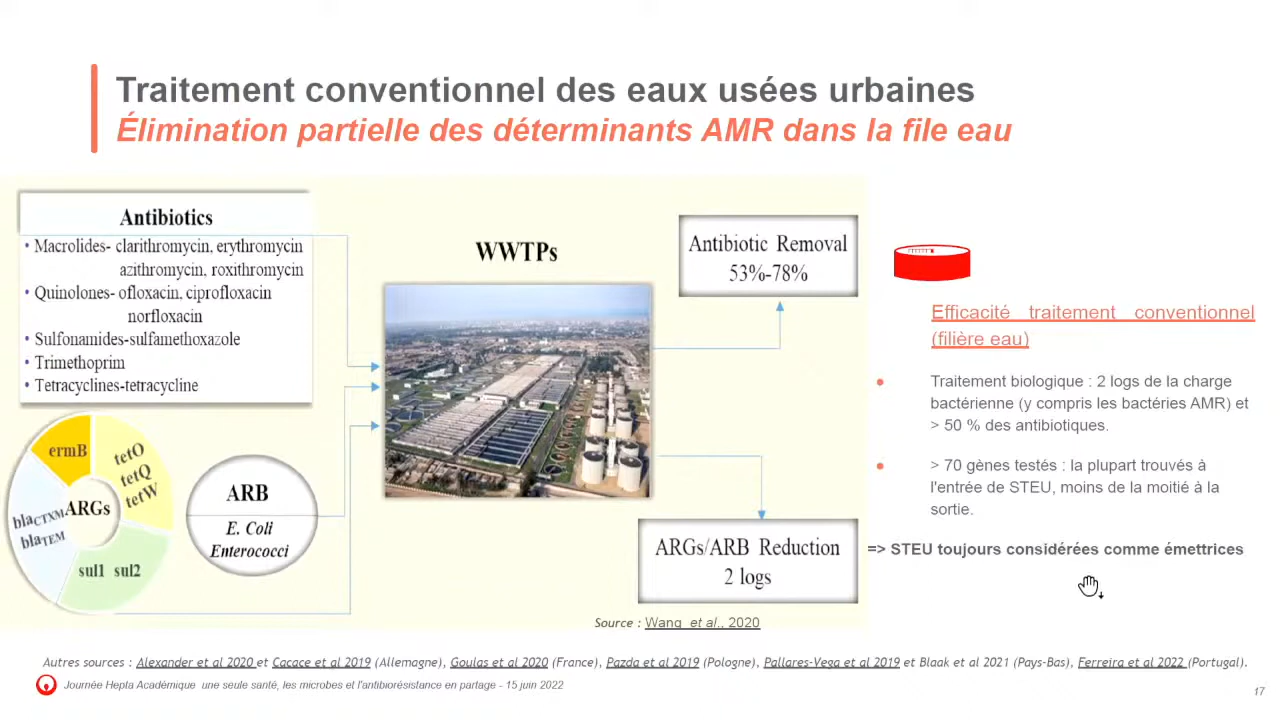 Traitement conventionnel des eaux usées urbaines
Élimination partielle des déterminants AMR dans la file eau
Antibiotics
• Macrolides- clarithromycin, erythromycin
azithromycin, roxithromycin
• Quinolones- ofloxacin, ciprofloxacin
norfloxacin
• Sulfonamides-sulfamethoxazole
• Trimethoprim
• Tetracyclines-tetracycline
ermB
tetO
tetQ
tetW
blaCTXM
blaTEM
ARGs
sul1 sul2
ARB
E. Coli
Enterococci
WWTPs
Antibiotic Removal
53%-78%
ARGs/ARB Reduction
2 logs
Source : Wang et al., 2020
Efficacité traitement conventionnel
(filière eau)
● Traitement biologique : 2 logs de la charge
bactérienne (y compris les bactéries AMR) et
> 50 % des antibiotiques.
● > 70 gènes testés : la plupart trouvés à
l'entrée de STEU, moins de la moitié à la
sortie.
=> STEU toujours considérées comme émettrices
Autres sources : Alexander et al 2020 et Cacace et al 2019 (Allemagne), Goulas et al 2020 (France), Pazda et al 2019 (Pologne), Pallares-Vega et al 2019 et Blaak et al 2021 (Pays-Bas), Ferreira et al 2022 (Portugal).
Journée Hepta Académique une seule santé, les microbes et l'antibiorésistance en partage - 15 juin 2022
17